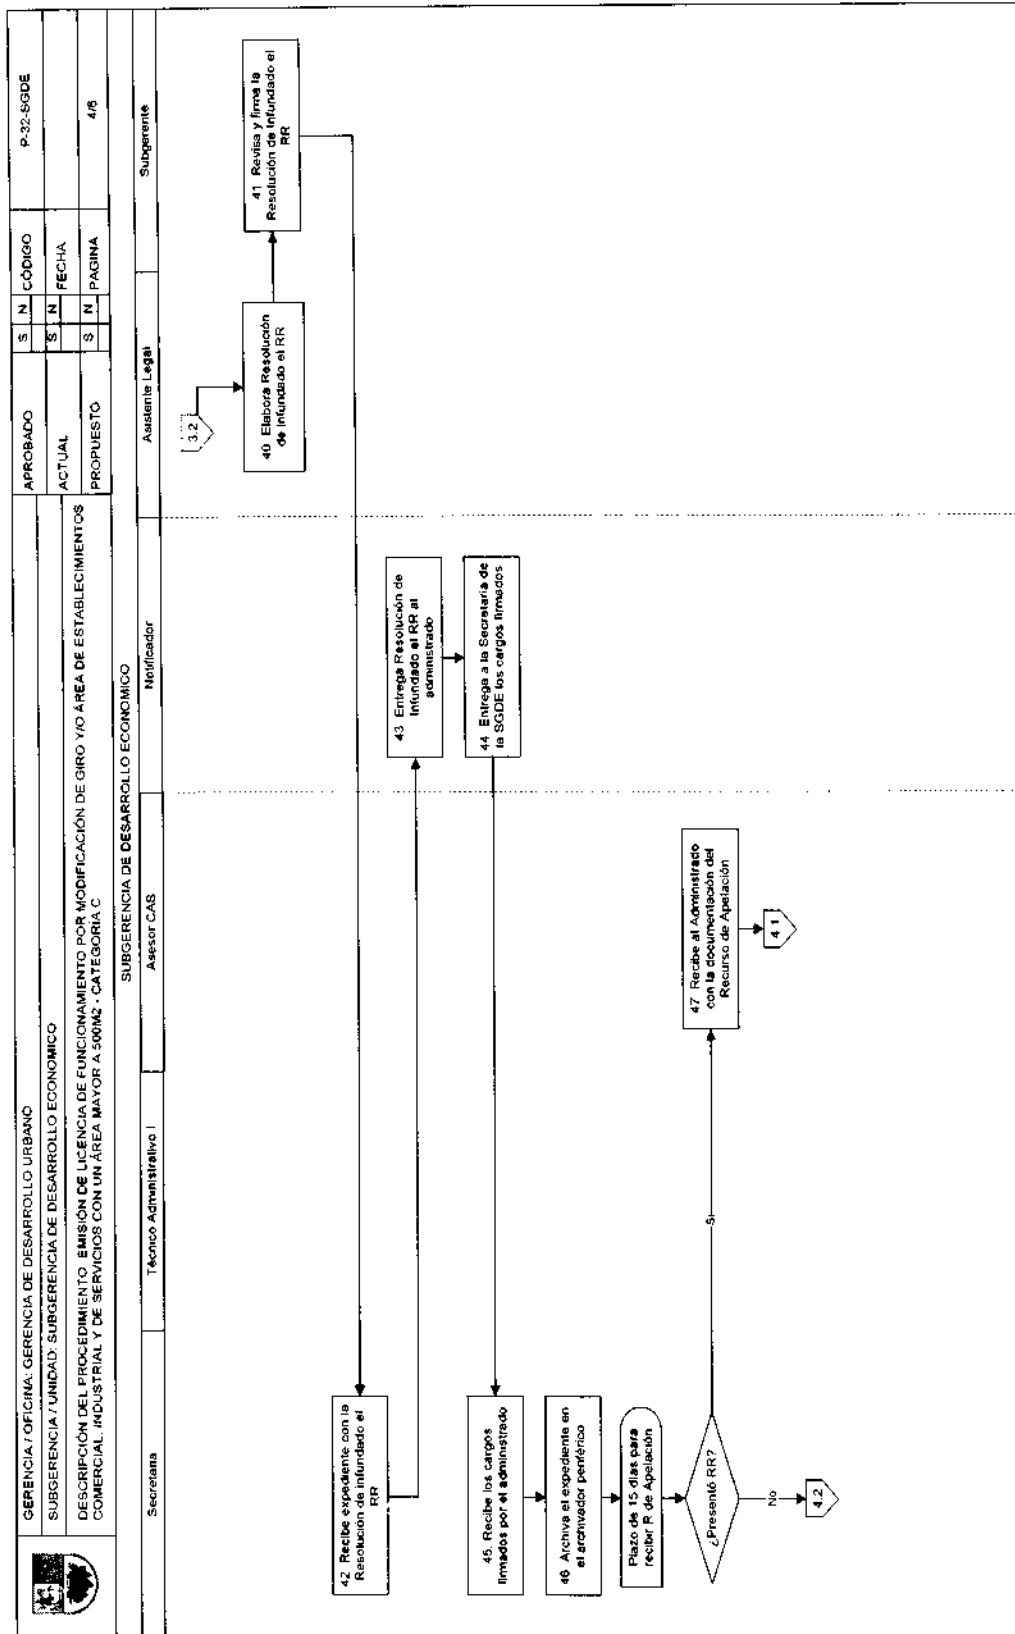 GERENCIA / OFICINA: GERENCIA DE DESARROLLO URBANO
APROBADO
S N
CÓDIGO
P-32-SGDE
SUBGERENCIA / UNIDAD: SUBGERENCIA DE DESARROLLO ECONOMICO
ACTUAL
S N
FECHA
DESCRIPCIÓN DEL PROCEDIMIENTO EMISIÓN DE LICENCIA DE FUNCIONAMIENTO POR MODIFICACIÓN DE GIRO Y/O ÁREA DE ESTABLECIMIENTOS
COMERCIAL, INDUSTRIAL Y DE SERVICIOS CON UN ÁREA MAYOR A 500M2 - CATEGORÍA C
PROPUESTO
S N
PAGINA
4/6
SUBGERENCIA DE DESARROLLO ECONOMICO
Secretaria
Técnico Administrativo I
Asesor CAS
Notificador
Asistente Legal
Subgerente
3.2
40 Elabora Resolución
de Infundado el RR
41 Revisa y firma la
Resolución de Infundado el
RR
42 Recibe expediente con la
Resolución de infundado el
RR
43 Entrega Resolución de
Infundado el RR al
administrado
44 Entrega a la Secretaria de
la SGDE los cargos firmados
45. Recibe los cargos
firmados por el administrado
46 Archiva el expediente en
el archivador periférico
Plazo de 15 dias para
recibir R de Apelación
¿Presentó RR?
SI
47 Recibe al Administrado
con la documentación del
Recurso de Apelación
4.1
No
4.2